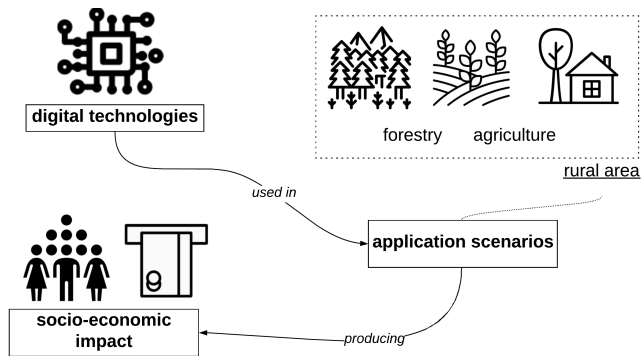 digital technologies
forestry agriculture
rural area
used in
application scenarios
socio-economic
impact
producing